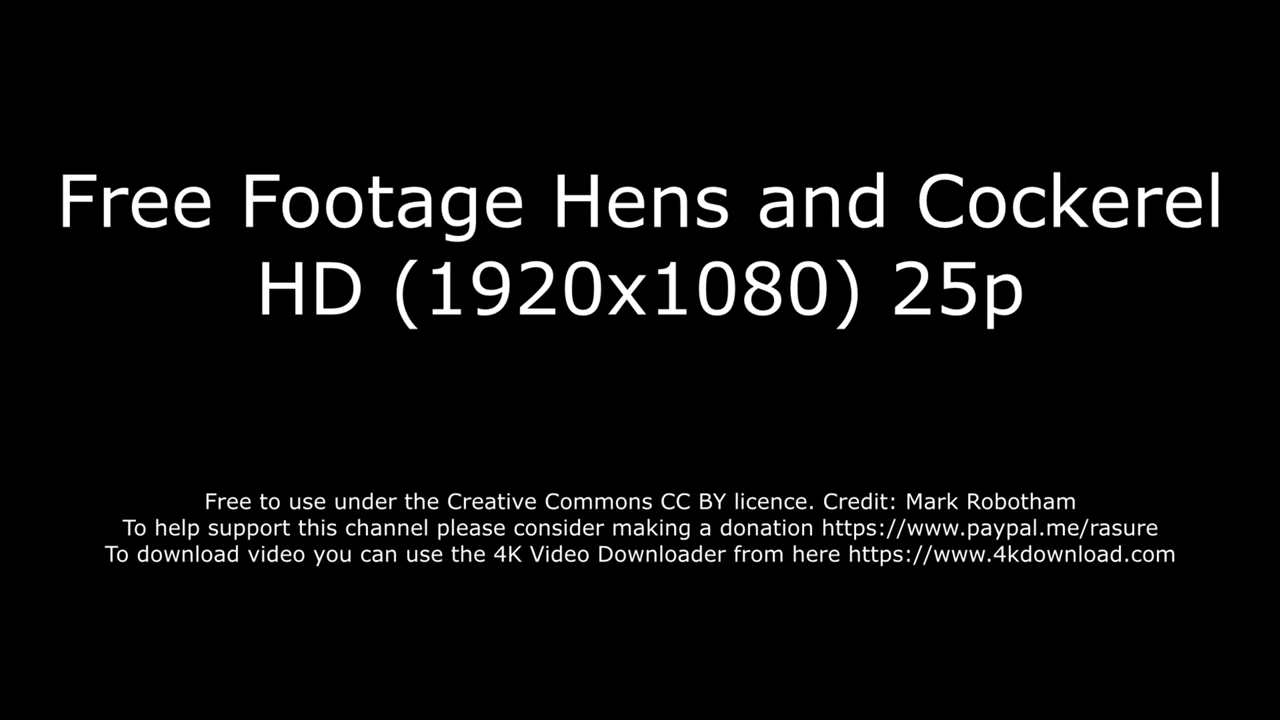 Free Footage Hens and Cockerel
HD (1920x1080) 25p
Free to use under the Creative Commons CC BY licence. Credit: Mark Robotham
To help support this channel please consider making a donation https://www.paypal.me/rasure
To download video you can use the 4K Video Downloader from here https://www.4kdownload.com